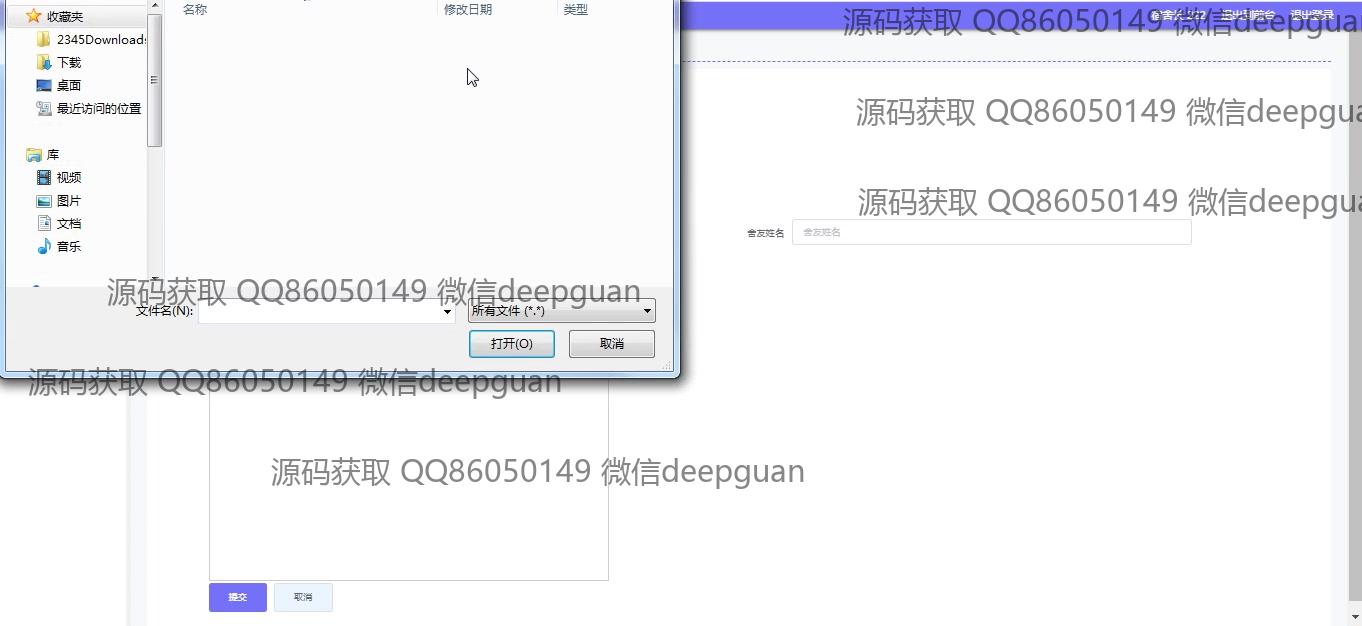 名称 修改日期 类型
收藏夹
2345Downloads
下载
桌面
最近访问的位置
库
视频
图片
文档
音乐
文件名(N):
所有文件 (*.*)
打开(O) 取消
退出到前台 退出登录
源码获取 QQ86050149 微信deepguan
源码获取 QQ86050149 微信deepgua
源码获取 QQ86050149 微信deepgua
舍友姓名 舍友姓名
源码获取 QQ86050149 微信deepguan
源码获取 QQ86050149 微信deepguan
源码获取 QQ86050149 微信deepguan
提交 取消